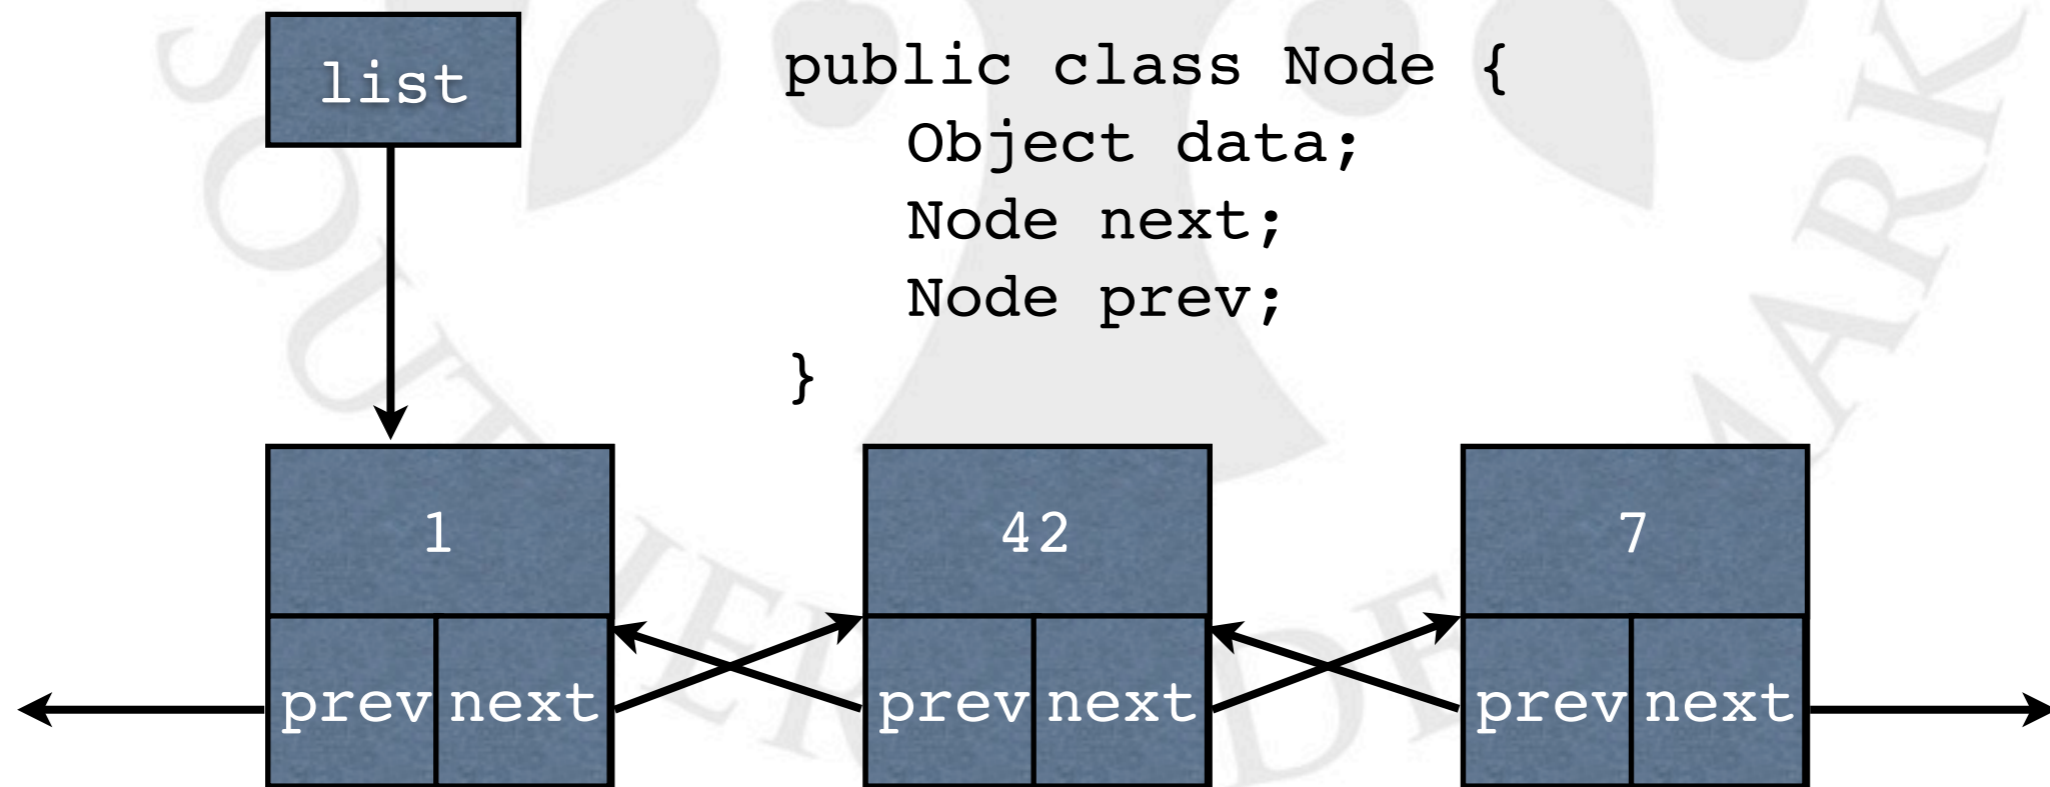 list
public class Node {
Object data;
Node next;
Node prev;
}
1
42
7
prev next
prev next
prev next